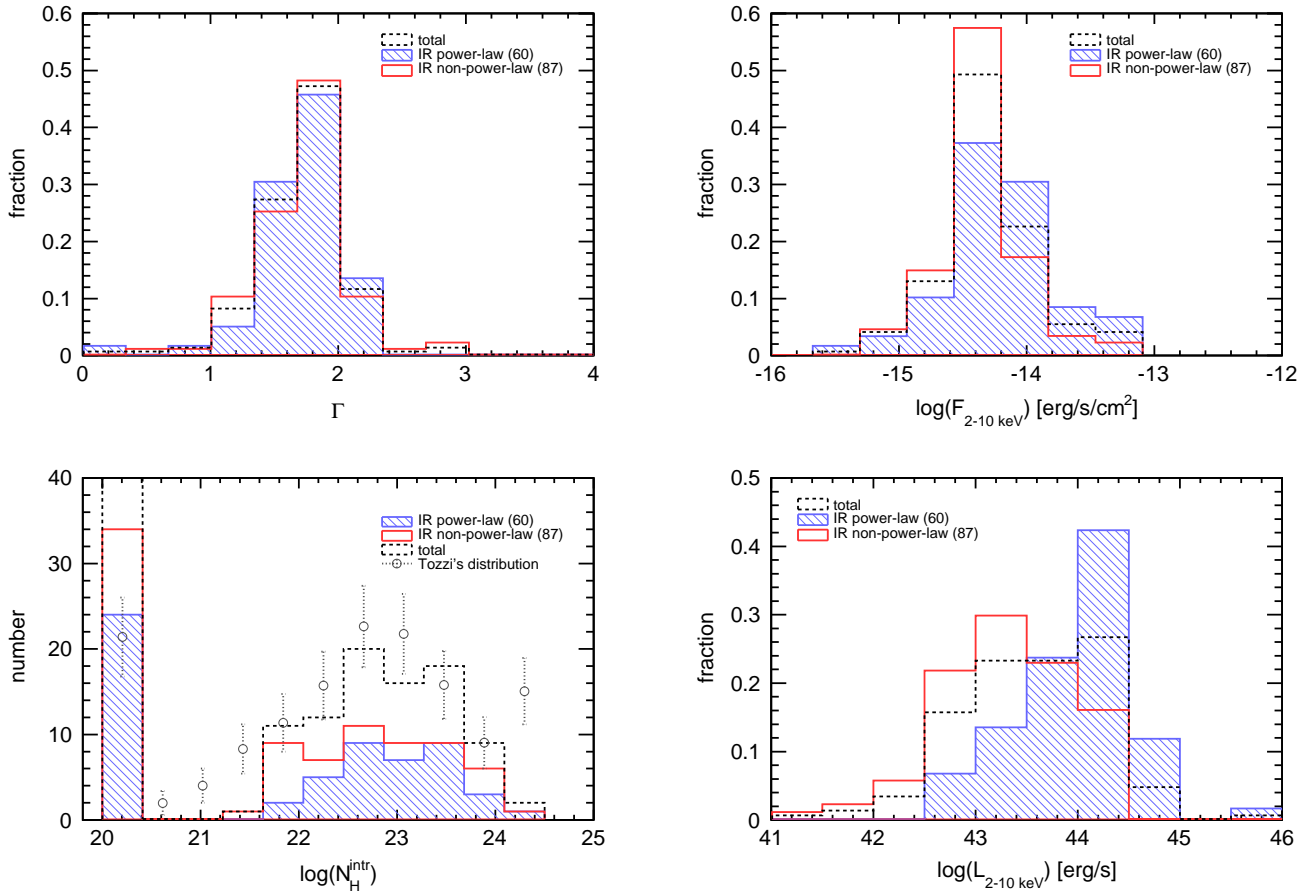 0.6
0.5
0.4
0.3
0.2
0.1
0
fraction
total
IR power-law (60)
IR non-power-law (87)
0 1 2 3 4
Γ
0.6
0.5
0.4
0.3
0.2
0.1
0
fraction
total
IR power-law (60)
IR non-power-law (87)
-16 -15 -14 -13 -12
log(F2-10 keV) [erg/s/cm2]
40
30
20
10
0
number
IR power-law (60)
IR non-power-law (87)
total
Tozzi's distribution
20 21 22 23 24 25
log(NHintr)
0.5
0.4
0.3
0.2
0.1
0
fraction
total
IR power-law (60)
IR non-power-law (87)
41 42 43 44 45 46
log(L2-10 keV) [erg/s]